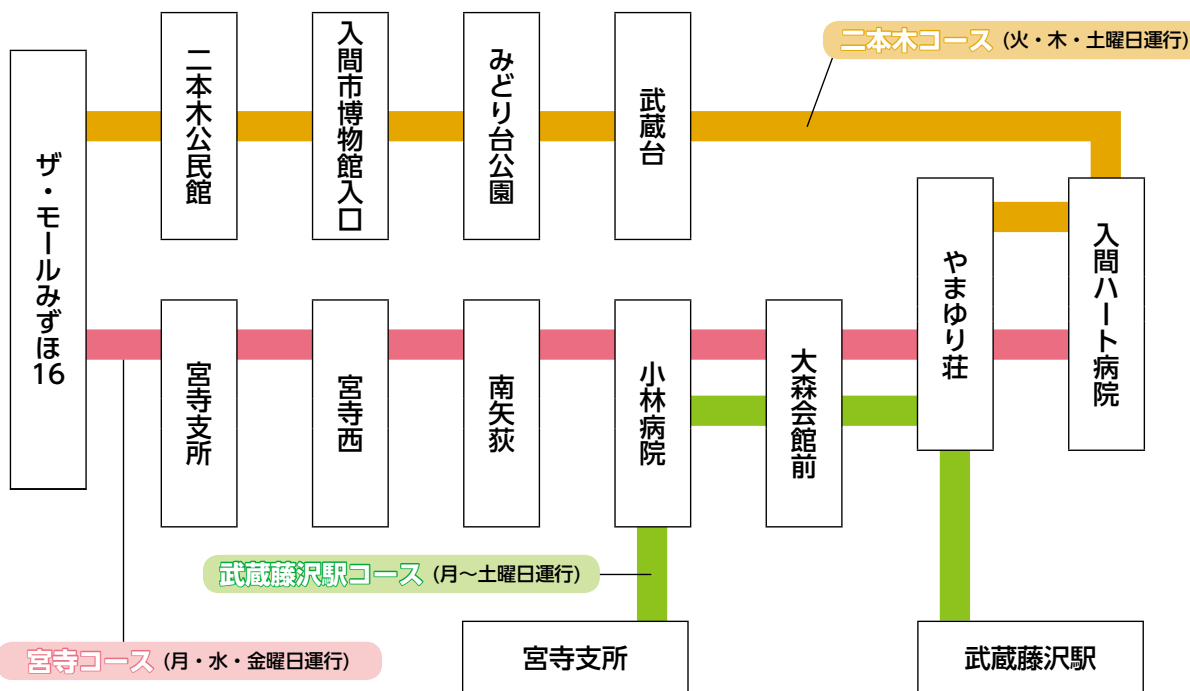 二本木コース (火・木・土曜日運行)
ザ・モールみずほ16
二本木公民館
入間市博物館入口
みどり台公園
武蔵台
入間ハート病院
やまゆり荘
宮寺支所
宮寺西
南矢荻
小林病院
大森会館前
武蔵藤沢駅コース (月～土曜日運行)
宮寺コース (月・水・金曜日運行)
宮寺支所
武蔵藤沢駅